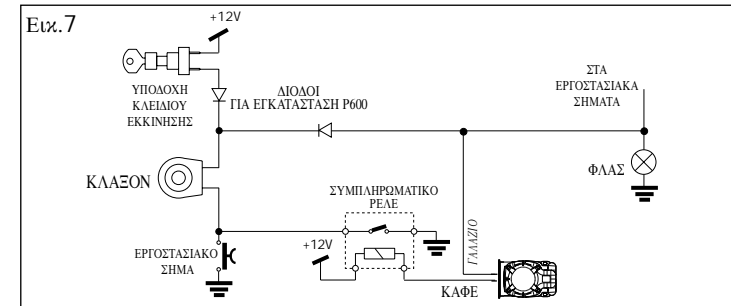 Εικ.7
+12V
ΥΠΟΔΟΧΗ
ΚΛΕΙΔΙΟΥ
ΕΚΚΙΝΗΣΗΣ
ΔΙΟΔΟΙ
ΓΙΑ ΕΓΚΑΤΑΣΤΑΣΗ P600
ΣΤΑ
ΕΡΓΟΣΤΑΣΙΑΚΑ
ΣΗΜΑΤΑ
ΚΛΑΞΟΝ
ΦΛΑΣ
ΣΥΜΠΛΗΡΩΜΑΤΙΚΟ
ΡΕΛΕ
ΕΡΓΟΣΤΑΣΙΑΚΟ
ΣΗΜΑ
+12V
ΓΑΛΑΖΙΟ
ΚΑΦΕ